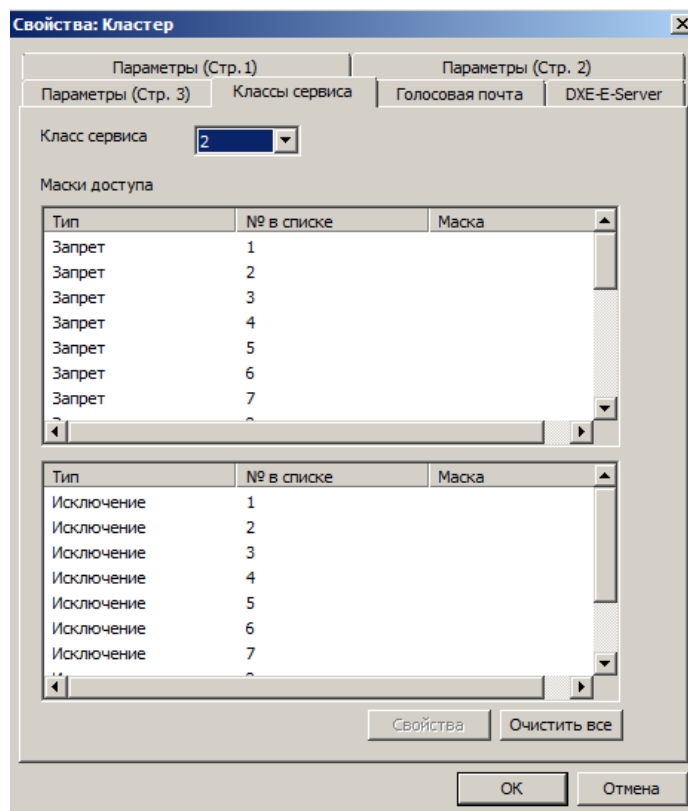 Свойства: Кластер
Параметры (Стр.1) Параметры (Стр. 2)
Параметры (Стр. 3) Классы сервиса Голосовая почта DXE-E-Server
Класс сервиса 2
Маски доступа
Тип № в списке Маска
Запрет 1
Запрет 2
Запрет 3
Запрет 4
Запрет 5
Запрет 6
Запрет 7
Тип № в списке Маска
Исключение 1
Исключение 2
Исключение 3
Исключение 4
Исключение 5
Исключение 6
Исключение 7
Свойства Очистить все
ОК Отмена